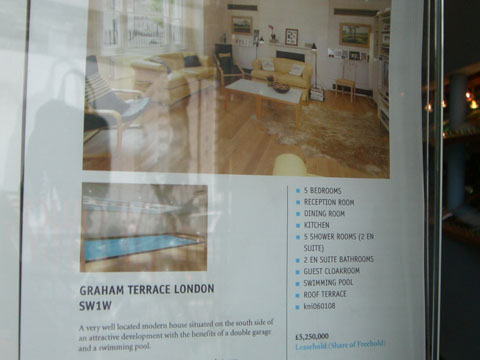 GRAHAM TERRACE LONDON
SW1W
A very well located modern house situated on the south side of
an attractive development with the benefits of a double garage
and a swimming pool.
5 BEDROOMS
RECEPTION ROOM
DINING ROOM
KITCHEN
5 SHOWER ROOMS (2 EN
SUITE)
2 EN SUITE BATHROOMS
GUEST CLOAKROOM
SWIMMING POOL
ROOF TERRACE
kni060108
£5,250,000
Leasehold (Share of Freehold)